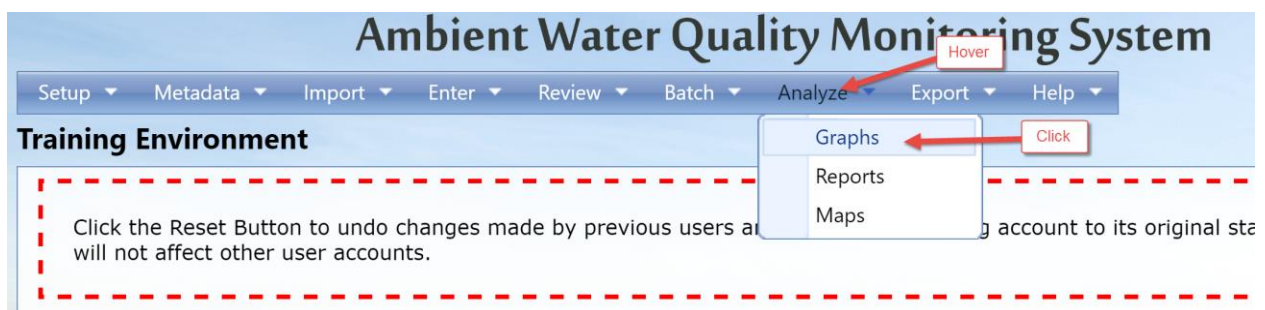 Ambient Water Quality Monitoring System
Hover
Setup Metadata Import Enter Review Batch Analyze Export Help
Training Environment
Graphs
Click
Reports
Maps
Click the Reset Button to undo changes made by previous users account to its original
will not affect other user accounts.